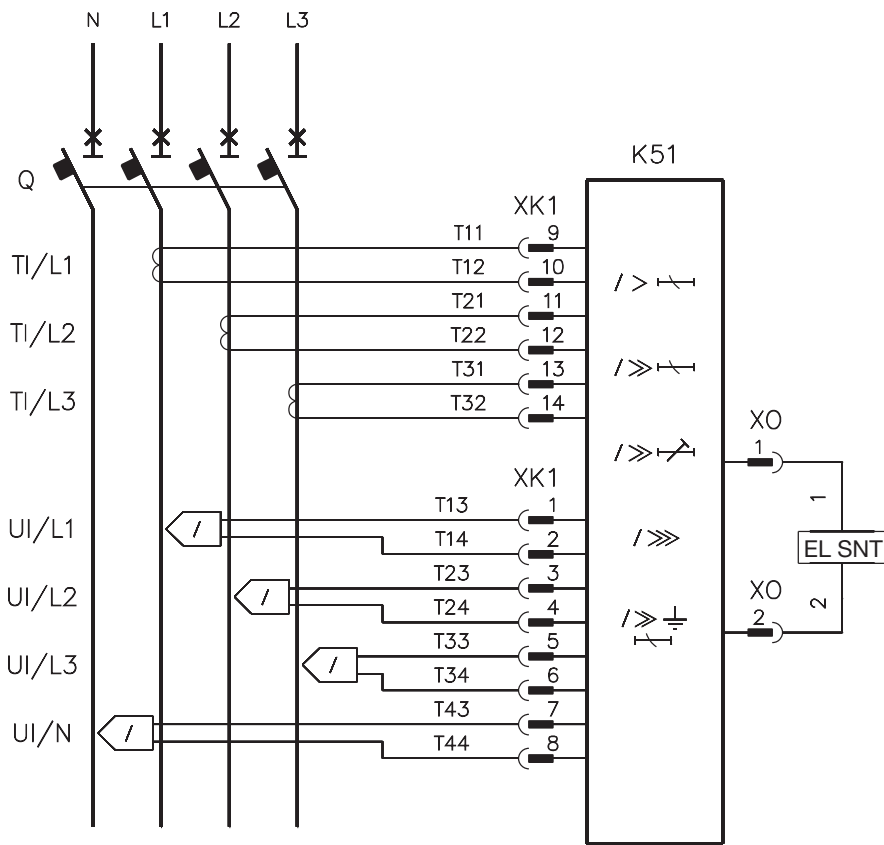 N L1 L2 L3
K51
Q
XK1
T11 9
TI/L1
T12 10
T21 11
TI/L2
T22 12
T31 13
TI/L3
T32 14
XO
1
XK1
T13 1
1
UI/L1
T14 2
EL SNT
T23 3
UI/L2
T24 4
2
XO
2
T33 5
UI/L3
T34 6
T43 7
UI/N
T44 8
/ >
/ >>
/ >>
/ >>>
/ >>
/
/
/
/